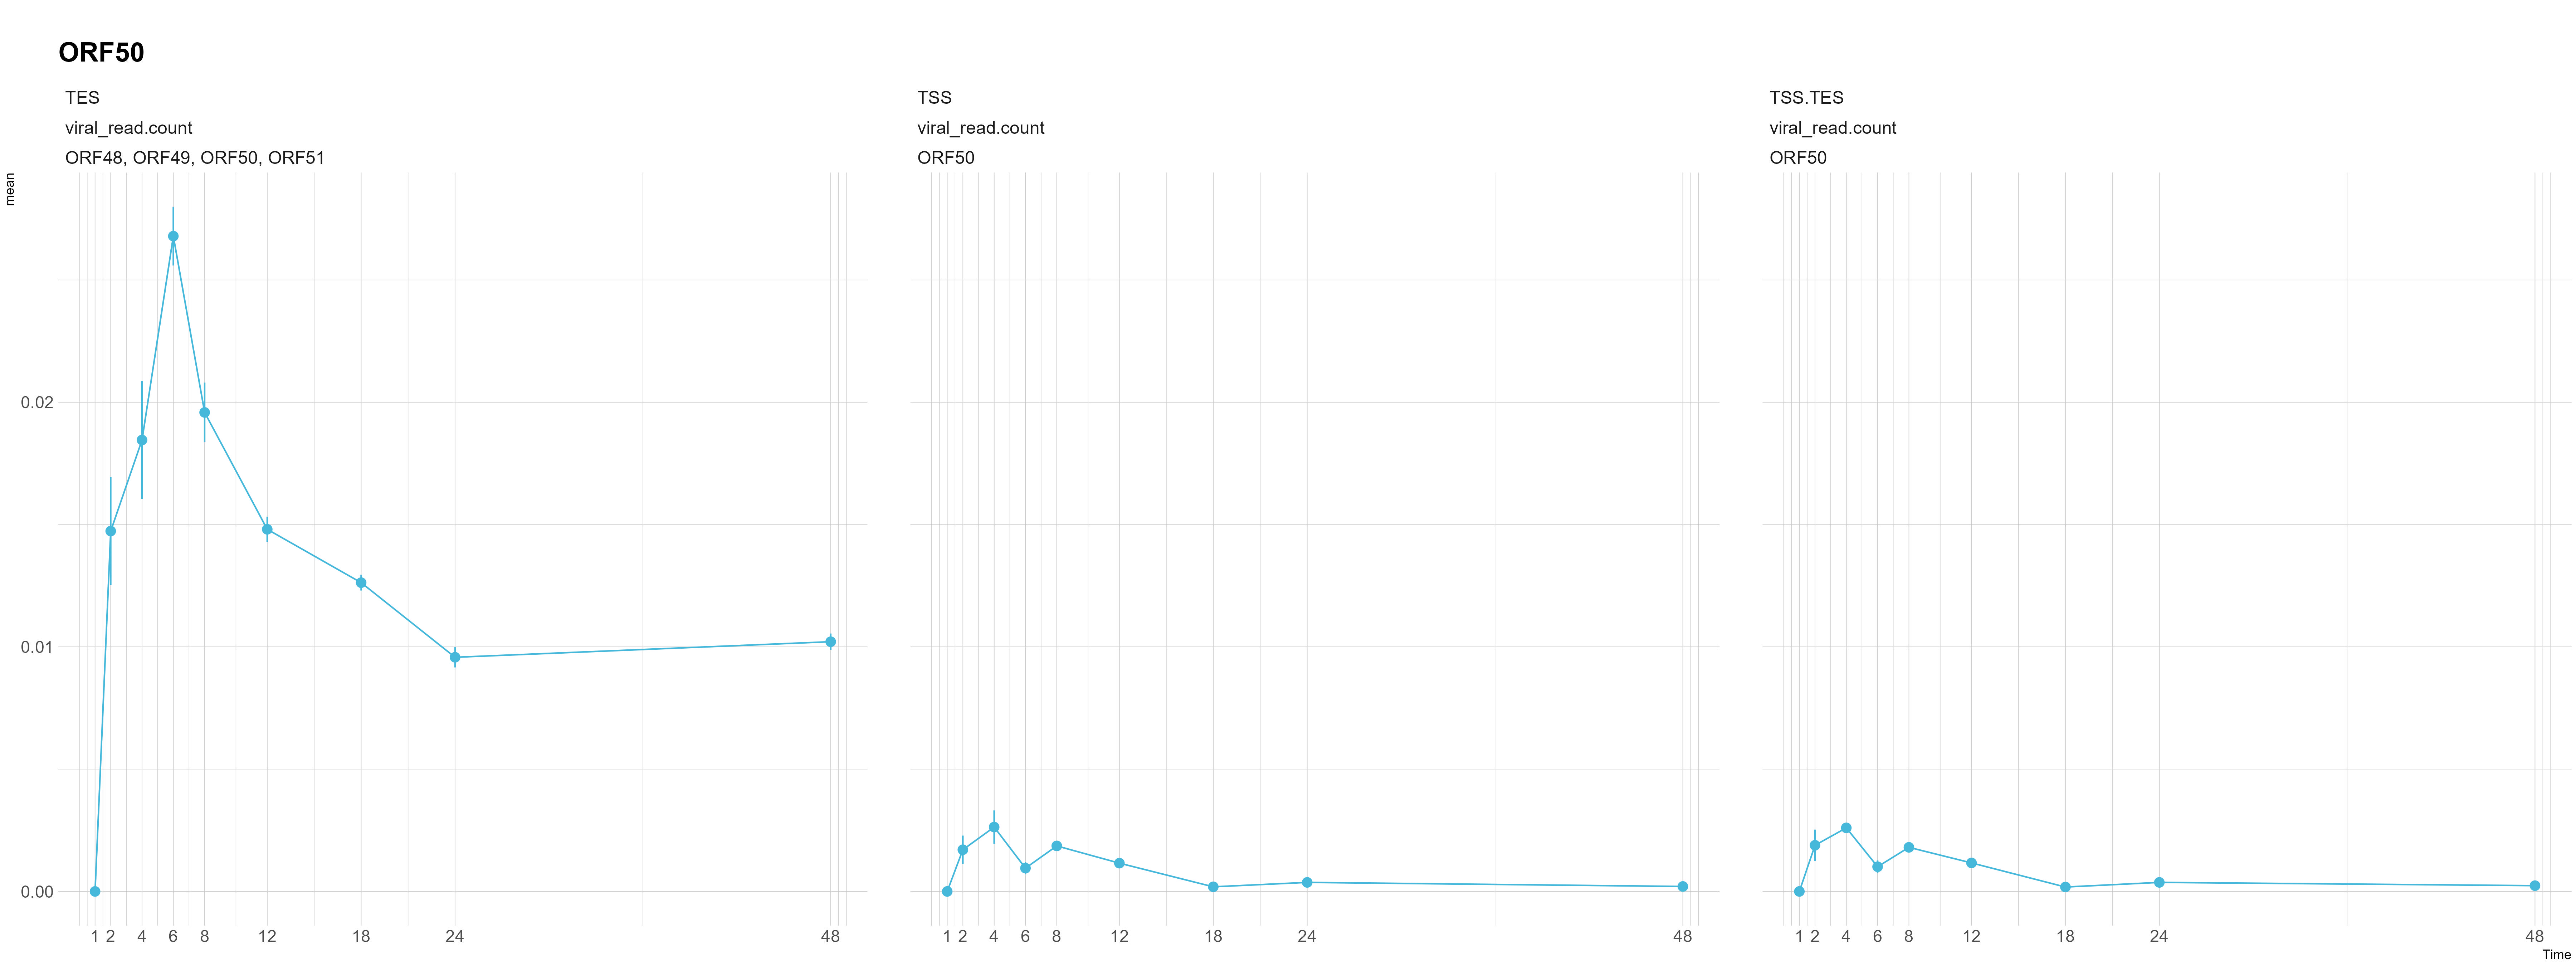 ORF50
TES
viral_read.count
ORF48, ORF49, ORF50, ORF51
TSS
viral_read.count
ORF50
TSS.TES
viral_read.count
ORF50
mean
0.02
0.01
0.00
1 2 4 6 8 12 18 24 48
1 2 4 6 8 12 18 24 48
1 2 4 6 8 12 18 24 48
Time